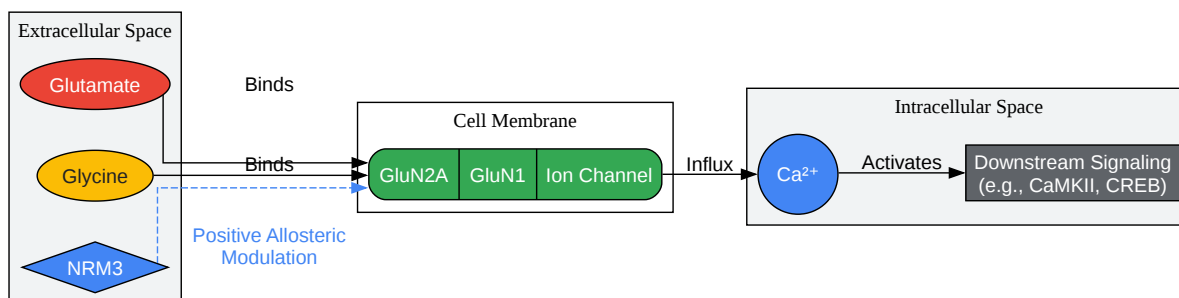 Extracellular Space
Glutamate
Binds
Glycine
Binds
NRM3
Positive Allosteric
Modulation
Cell Membrane
GluN2A
GluN1
Ion Channel
Influx
Intracellular Space
Ca²⁺
Activates
Downstream Signaling
(e.g., CaMKII, CREB)